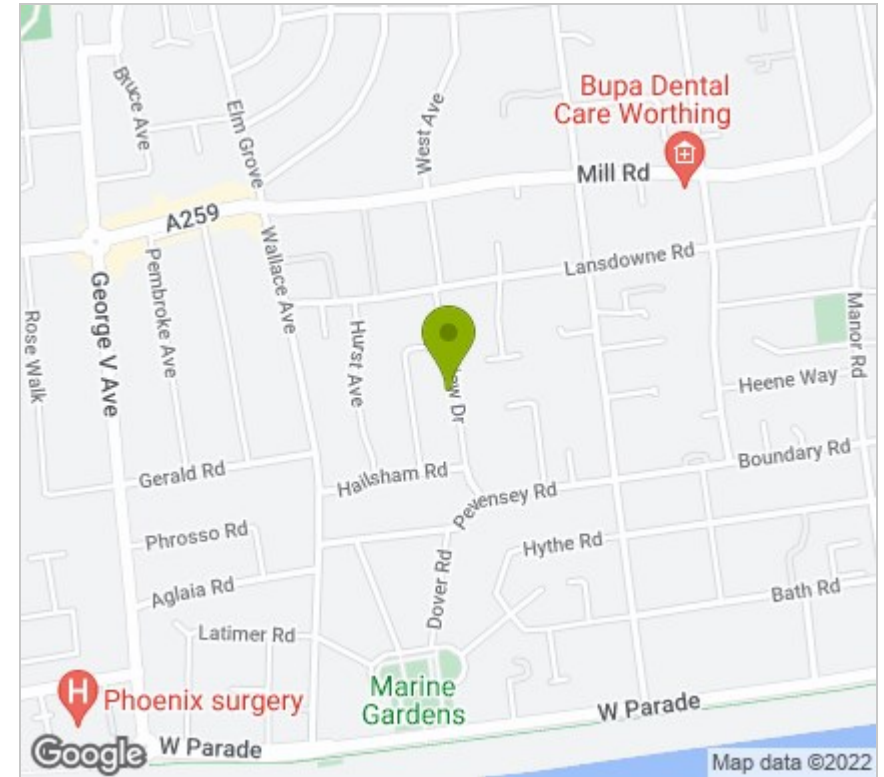 Bruce Ave
Elm Grove
West Ave
Bupa Dental
Care Worthing
Mill Rd
A259
Pembroke Ave
Wallace Ave
Lansdowne Rd
George V Ave
Rose Walk
Hurst Ave
Manor Rd
Dr
Heene Way
Boundary Rd
Gerald Rd
Hailsham Rd
Pevensey Rd
Phrosso Rd
Hythe Rd
Dover Rd
Aglaia Rd
Bath Rd
Latimer Rd
Marine
Gardens
H
Phoenix surgery
W Parade
W Parade
Google
Map data ©2022